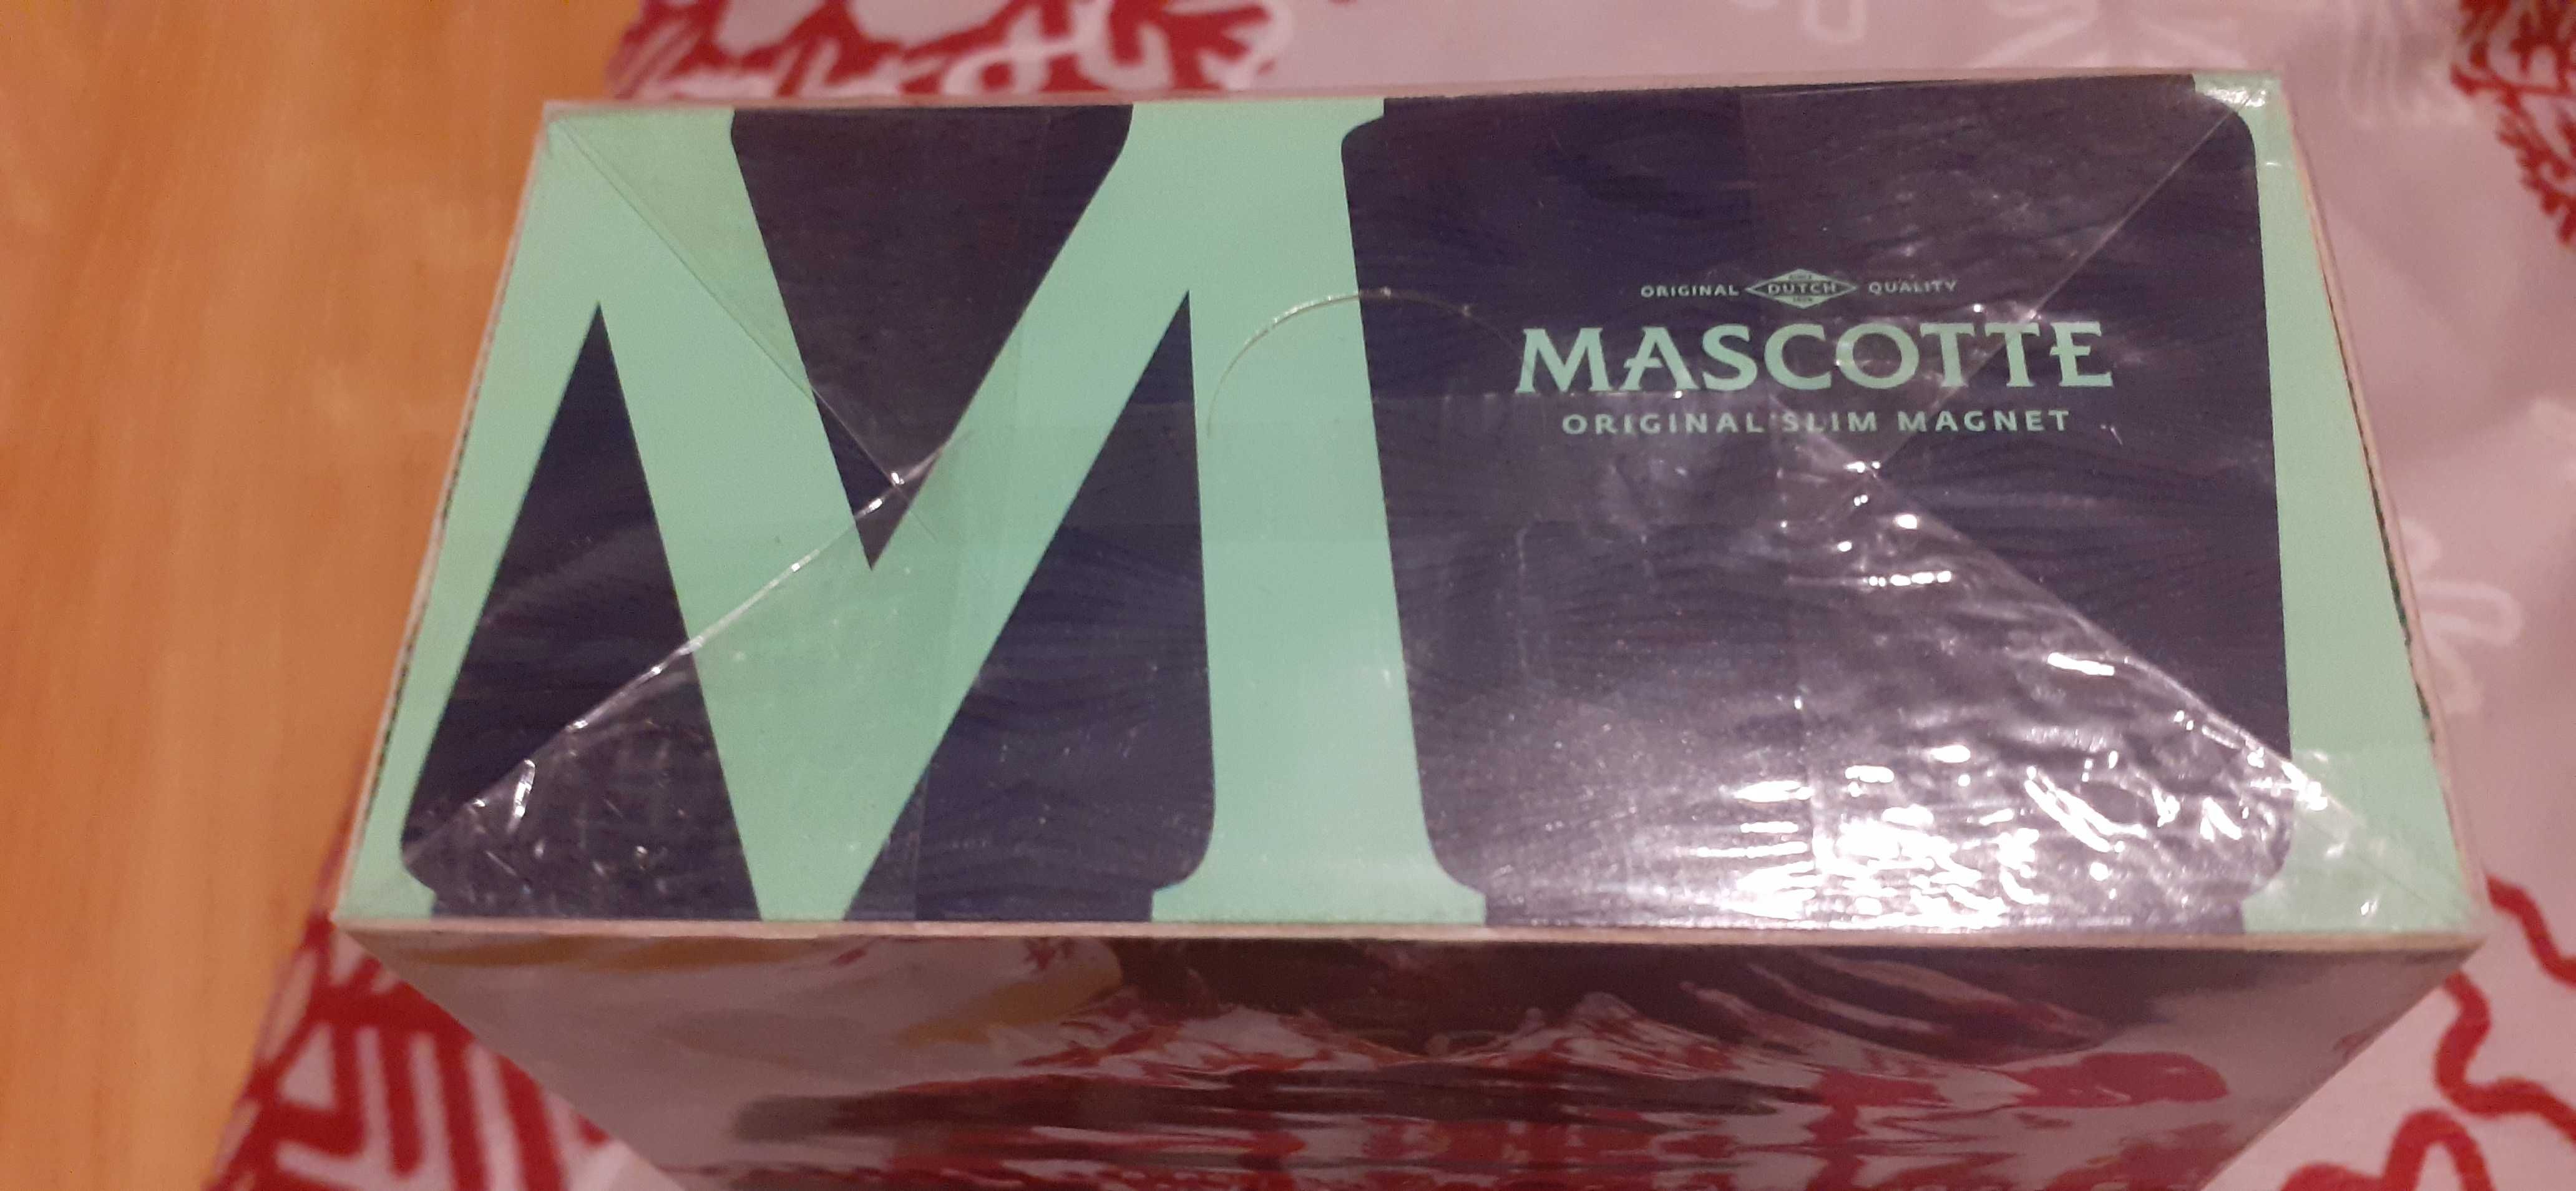 M
ORIGINAL DUTCH QUALITY
MASCOTTE
ORIGINAL SLIM MAGNET